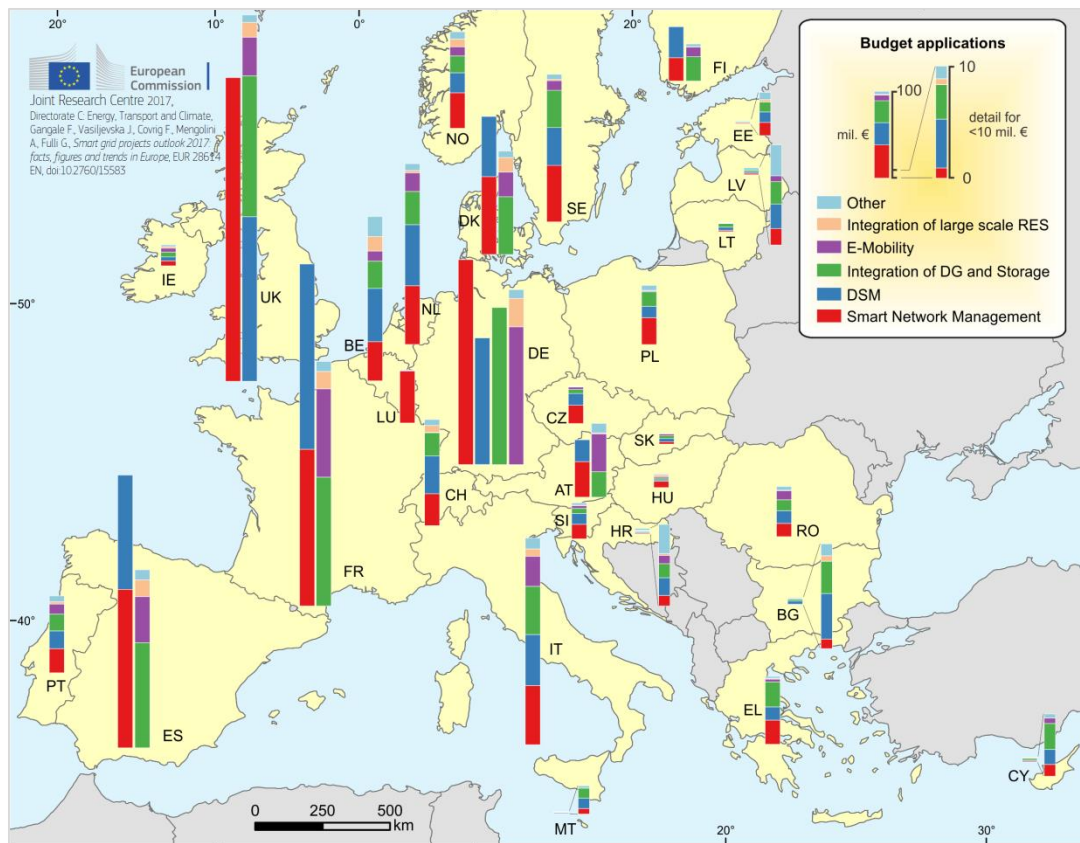 20°
10°
0°
20°
European
Commission
Joint Research Centre 2017,
Directorate C: Energy, Transport and Climate,
Gangale F., Vasiljevska J., Covrig F., Mengolini
A., Fulli G., Smart grid projects outlook 2017:
facts, figures and trends in Europe, EUR 28614
EN, doi:10.2760/15583
Budget applications
100
mil. €
10
detail for
<10 mil. €
0
Other
Integration of large scale RES
E-Mobility
Integration of DG and Storage
DSM
Smart Network Management
FI
NO
EE
SE
DK
LV
LT
IE
UK
50°
NL
BE
DE
PL
LU
CZ
SK
CH
AT
HU
SI
HR
RO
FR
BG
40°
IT
PT
ES
EL
CY
MT
0 250 500
km
20°
30°